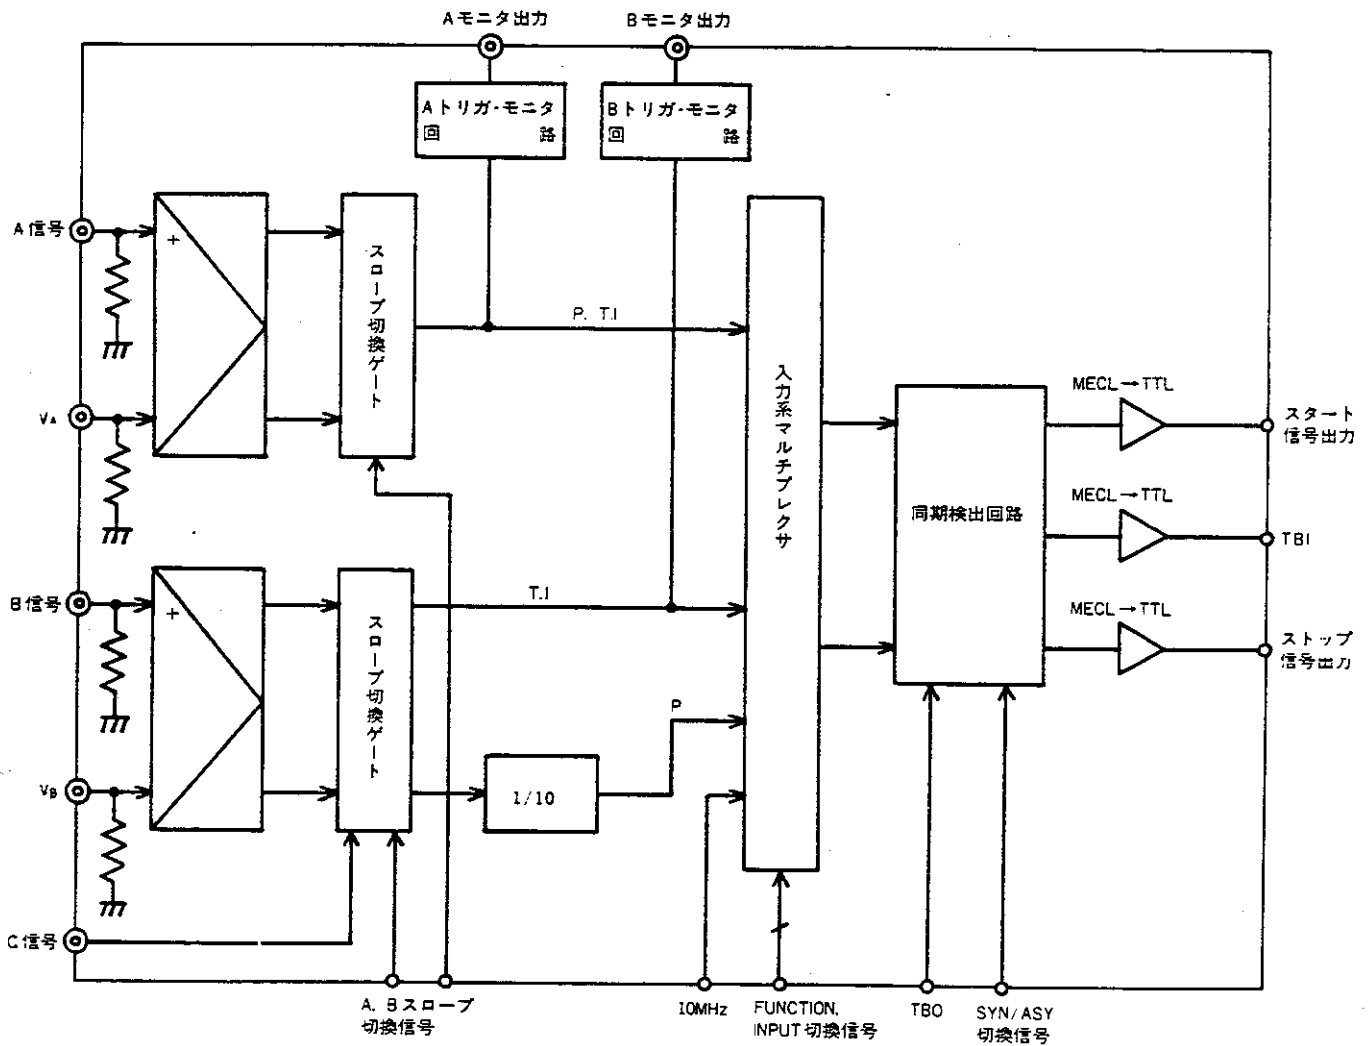 Aモニタ出力
Bモニタ出力
Aトリガ・モニタ
回 路
Bトリガ・モニタ
回 路
A信号
+
スロープ切換ゲート
P. T.I
入力系マルチプレクサ
VA
MECL→TTL
スタート
信号出力
同期検出回路
MECL→TTL
TBI
B信号
+
スロープ切換ゲート
T.I
MECL→TTL
ストップ
信号出力
P
VB
1/10
C信号
A. Bスロープ
切換信号
10MHz
FUNCTION.
INPUT切換信号
TBO
SYN/ASY
切換信号